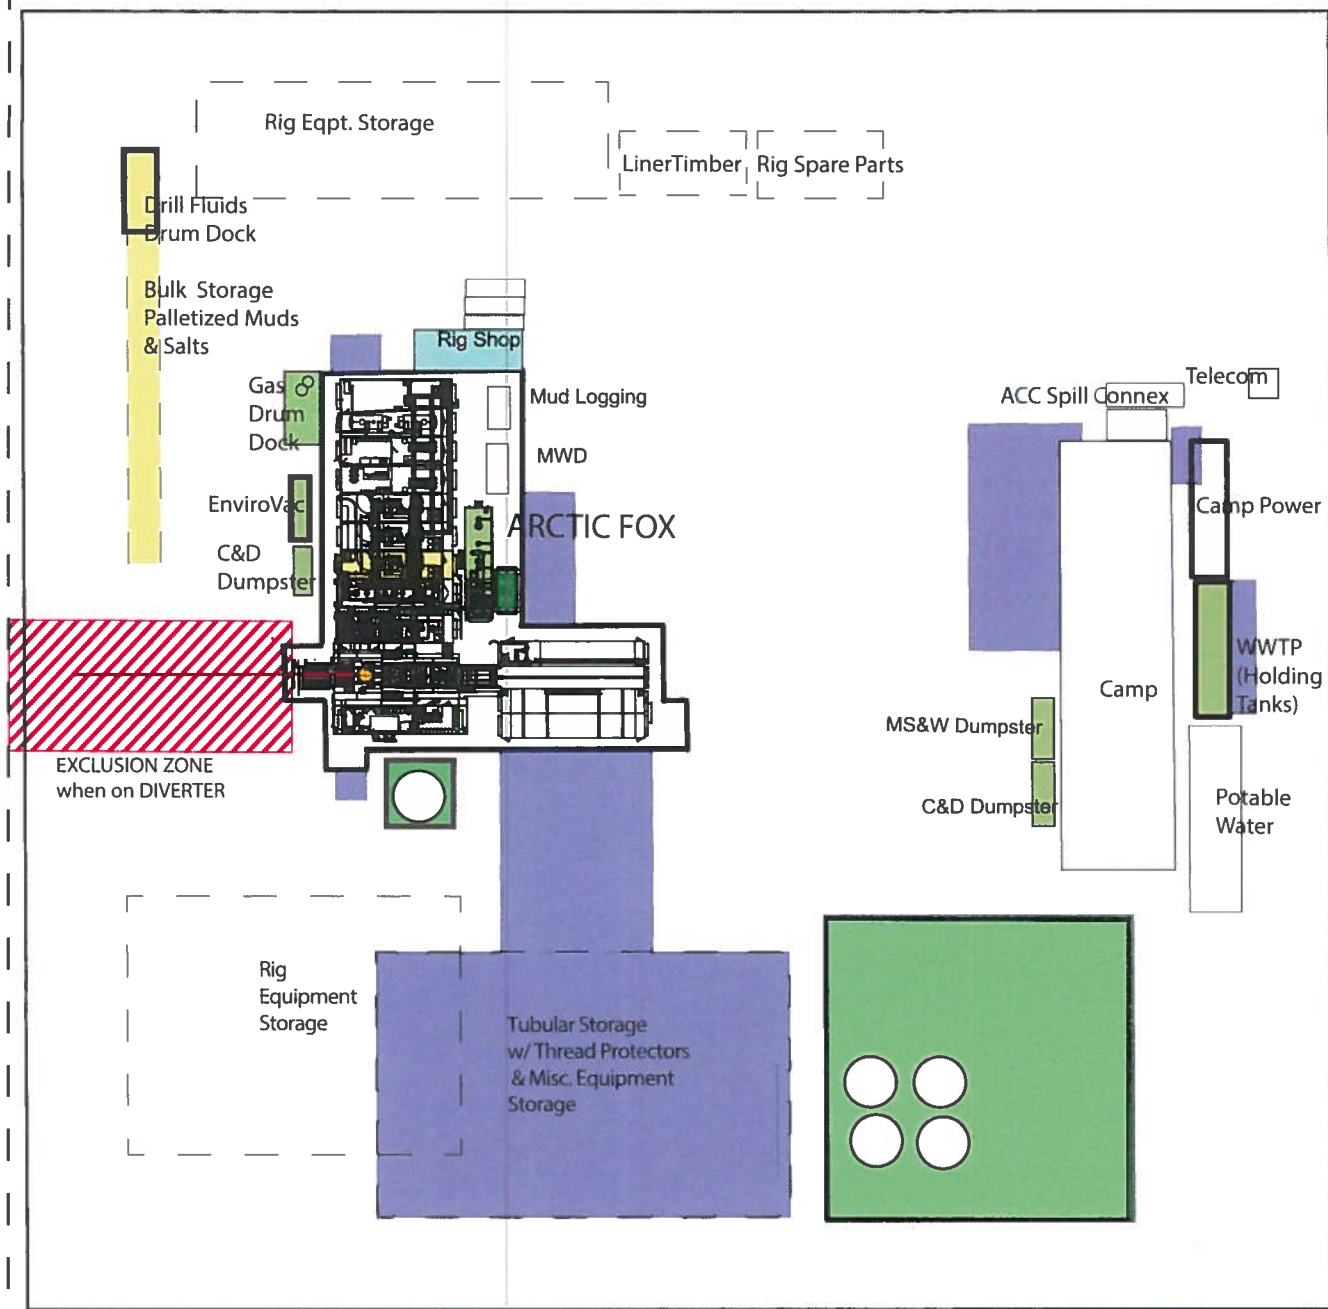 Rig Eqpt. Storage
LinerTimber
Rig Spare Parts
Drill Fluids
Drum Dock
Bulk Storage
Palletized Muds
& Salts
Rig Shop
Gas
Drum
Dock
Mud Logging
MWD
EnviroVac
ARCTIC FOX
C&D
Dumpster
Telecom
ACC Spill Connex
Camp Power
WWTP
(Holding
Tanks)
Camp
MS&W Dumpster
C&D Dumpster
Potable
Water
EXCLUSION ZONE
when on DIVERTER
Rig
Equipment
Storage
Tubular Storage
w/ Thread Protectors
& Misc. Equipment
Storage